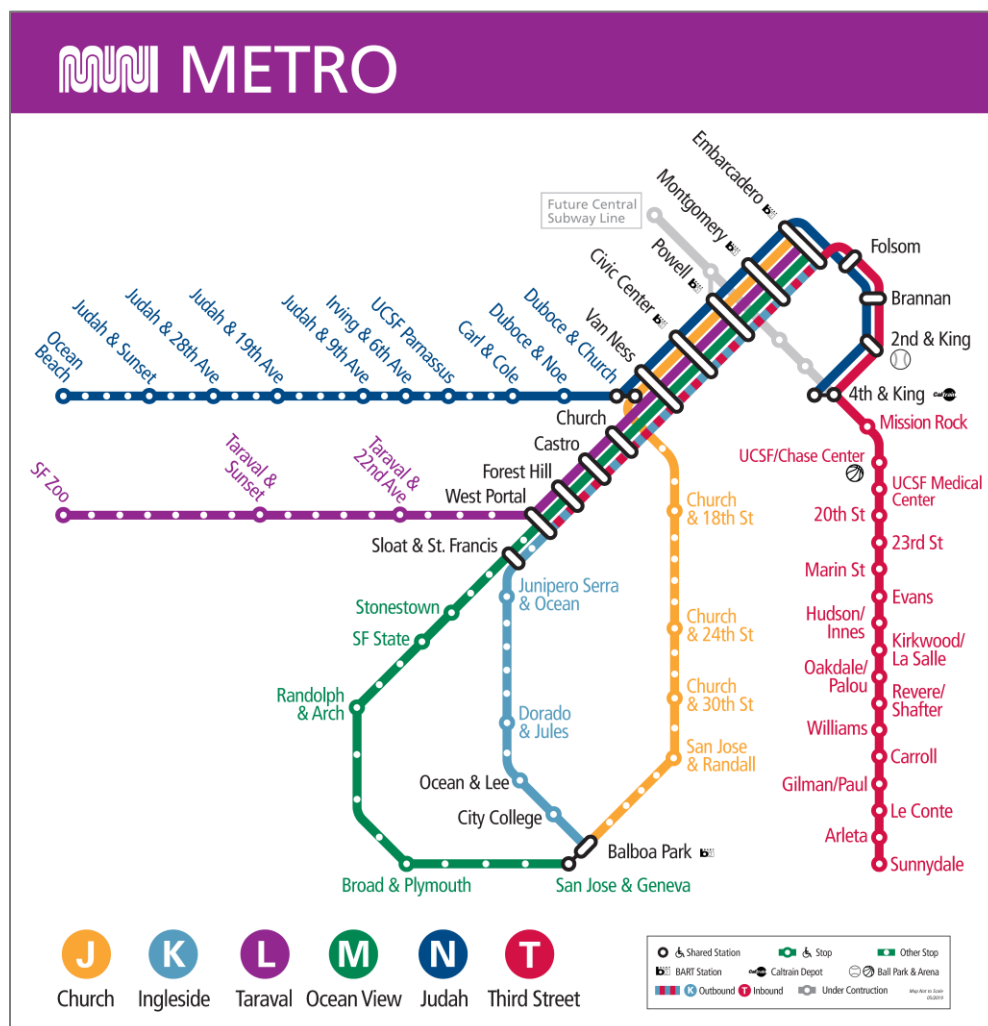 MUNI METRO
Embarcadero
Montgomery
Powell
Civic Center
Van Ness
Future Central
Subway Line
Folsom
Brannan
2nd & King
4th & King
Caltrain
Mission Rock
Ocean
Beach
Judah & Sunset
Judah & 28th Ave
Judah & 19th Ave
Judah & 9th Ave
Irving & 6th Ave
UCSF Parnassus
Carl & Cole
Duboce & Noe
Duboce & Church
Church
Castro
Forest Hill
West Portal
SF Zoo
Taraval &
Sunset
Taraval &
22nd Ave
Sloat & St. Francis
Stonestown
SF State
Randolph
& Arch
Broad & Plymouth
San Jose & Geneva
Junipero Serra
& Ocean
Dorado
& Jules
Ocean & Lee
City College
Balboa Park
Church
& 18th St
Church
& 24th St
Church
& 30th St
San Jose
& Randall
UCSF/Chase Center
UCSF Medical
Center
20th St
23rd St
Marin St
Evans
Hudson/
Innes
Kirkwood/
La Salle
Oakdale/
Palou
Revere/
Shafter
Williams
Carroll
Gilman/Paul
Le Conte
Arleta
Sunnydale
J
Church
K
Ingleside
L
Taraval
M
Ocean View
N
Judah
T
Third Street
Shared Station
Stop
Other Stop
BART Station
Caltrain Depot
Ball Park & Arena
K Outbound
T Inbound
Under Contruction
Map Not to Scale